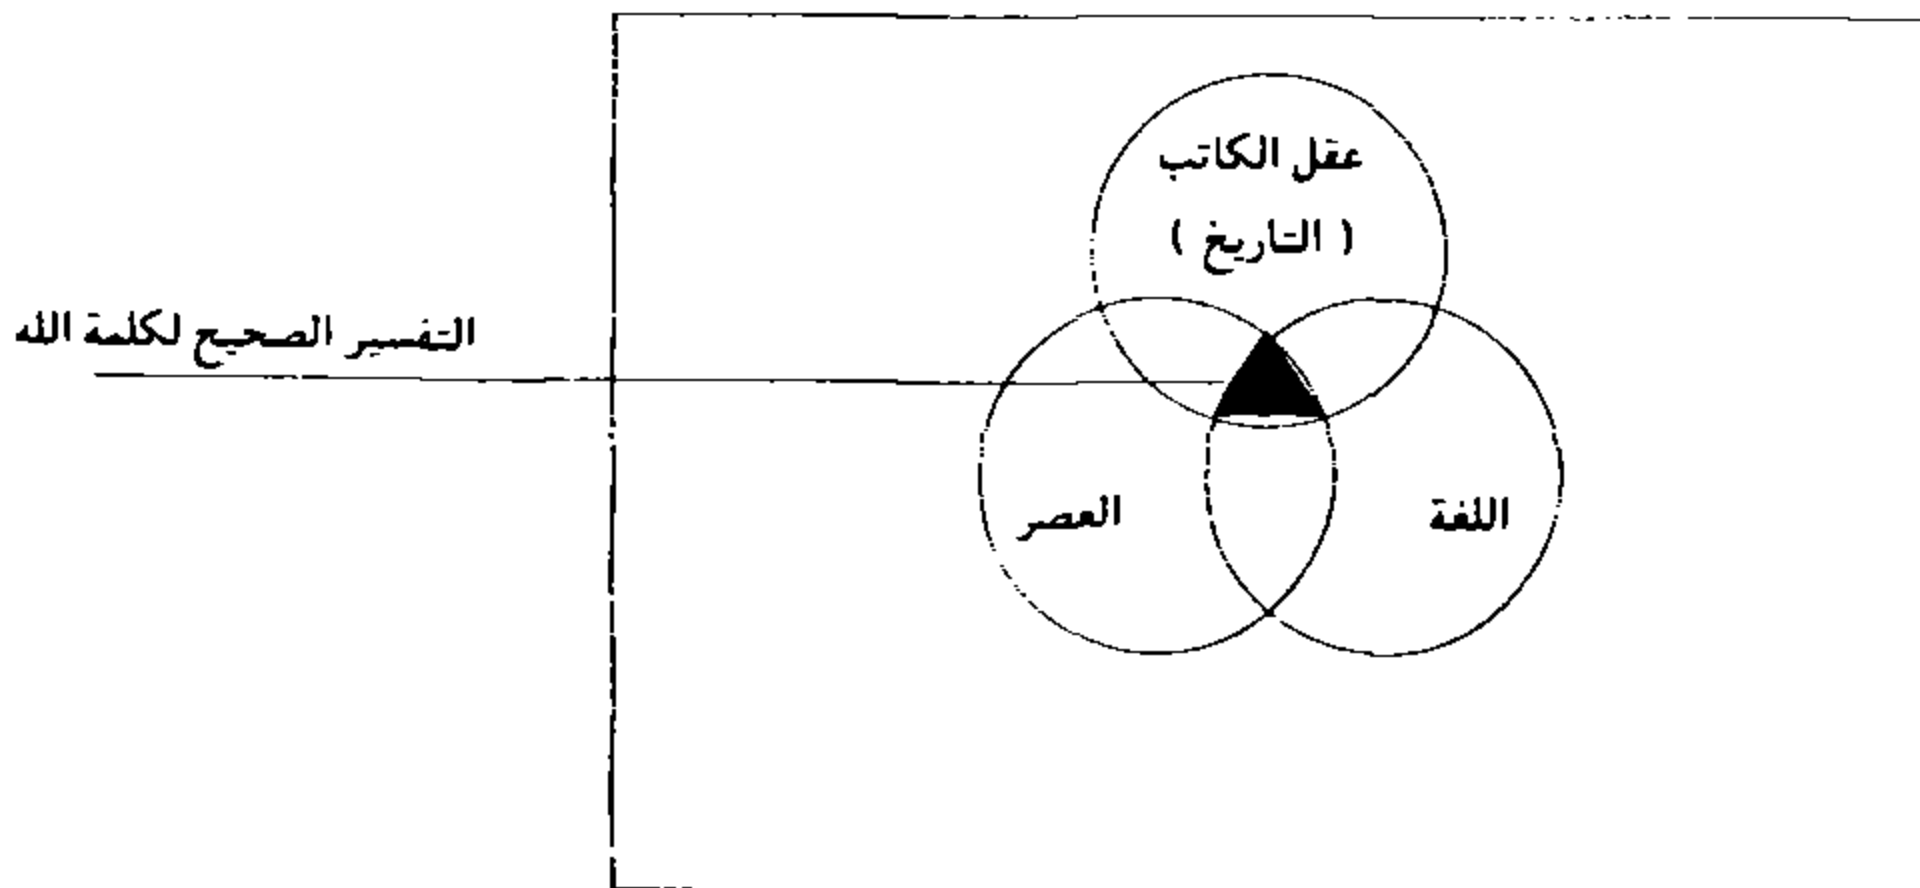 عقل الكاتب
( التاريخ )
التفسير الصحيح لكلمة الله
اللغة
العصر